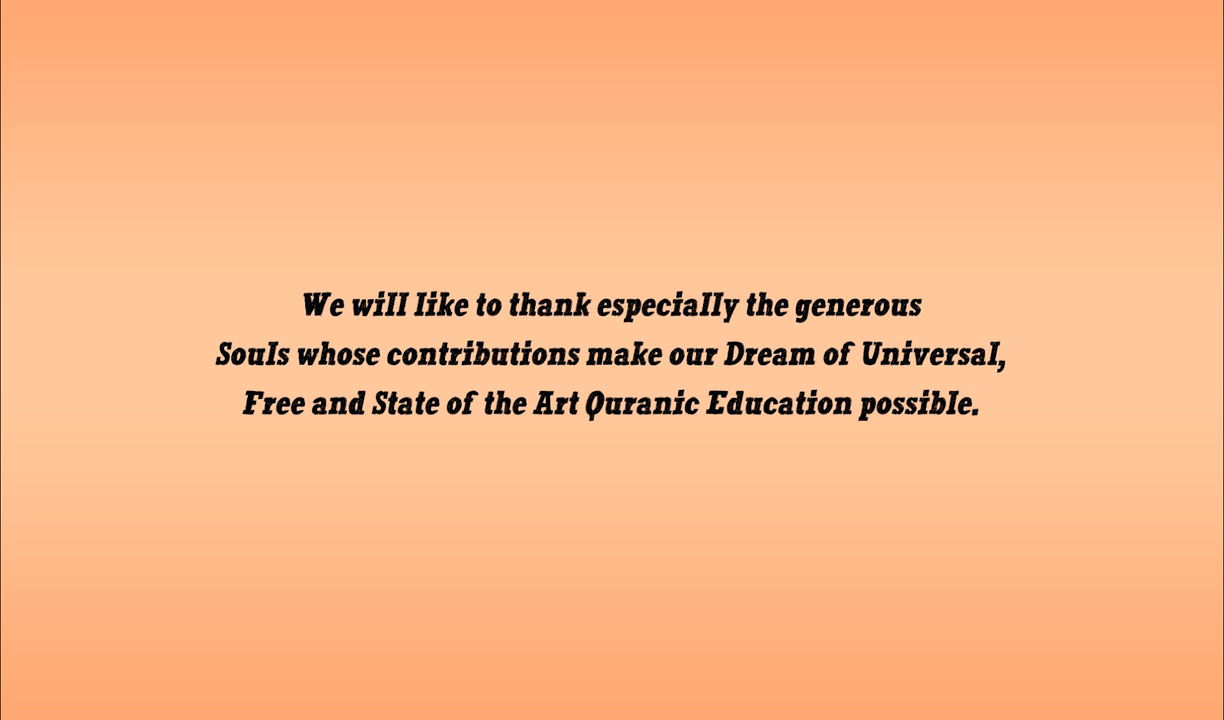 We will like to thank especially the generous
Souls whose contributions make our Dream of Universal,
Free and State of the Art Quranic Education possible.